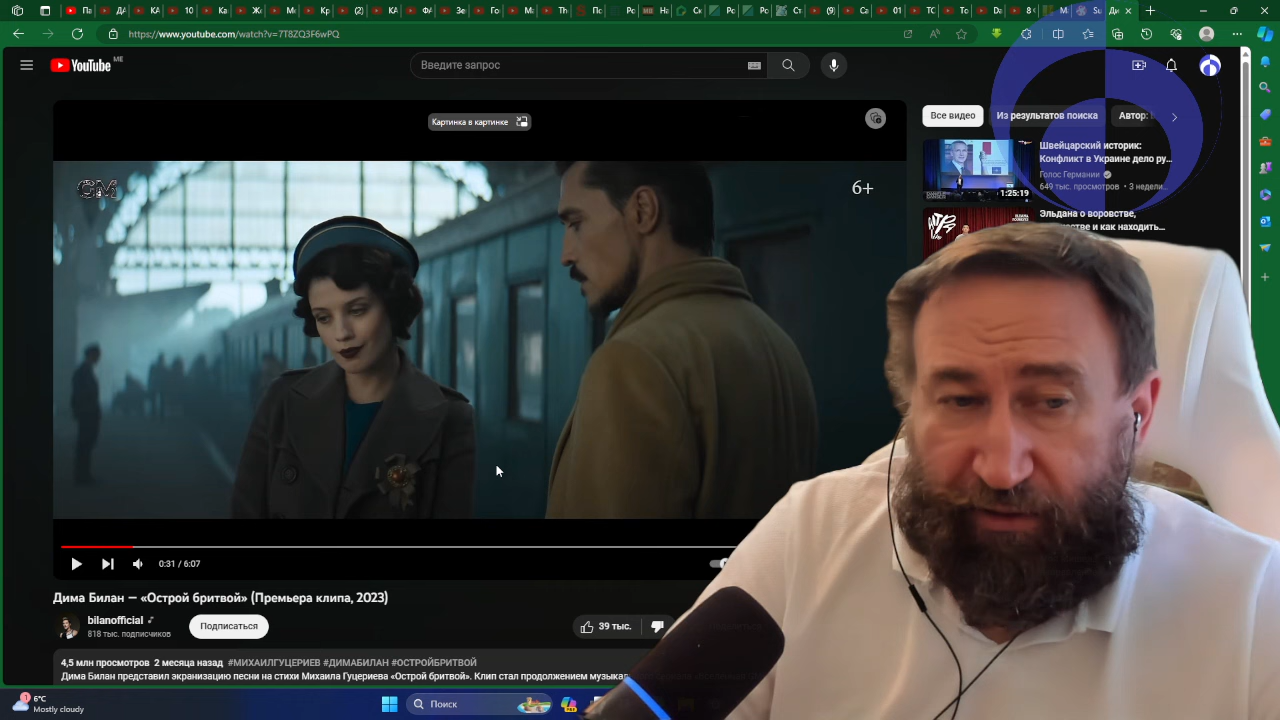 https://www.youtube.com/watch?v=7T8ZQ3F6wPQ
YouTube ME
Введите запрос
Картинка в картинке
Все видео
Из результатов поиска
Автор:
GM
6+
Швейцарский историк:
Конфликт в Украине дело ру…
Голос Германии
649 тыс. просмотров • 3 недели…
1:25:19
Эльдана о воровстве,
и как находить…
0:31 / 6:07
Дима Билан — «Острой бритвой» (Премьера клипа, 2023)
bilanofficial
818 тыс. подписчиков
Подписаться
39 тыс.
4,5 млн просмотров 2 месяца назад #МИХАИЛГУЦЕРИЕВ #ДИМАБИЛАН #ОСТРОЙБРИТВОЙ
Дима Билан представил экранизацию песни на стихи Михаила Гуцериева «Острой бритвой». Клип стал продолжением
6°C
Mostly cloudy
Поиск